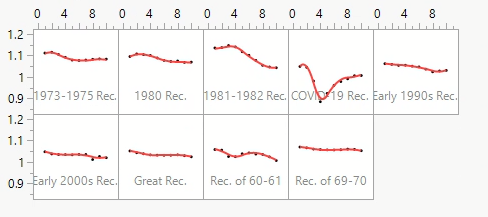 0 4 8 0 4 8 0 4 8 0 4 8 0 4 8
1.2
1.1
1
0.9
1973-1975 Rec. 1980 Rec. 1981-1982 Rec. COVID-19 Rec. Early 1990s Rec.
1.2
1.1
1
0.9
Early 2000s Rec. Great Rec. Rec. of 60-61 Rec. of 69-70